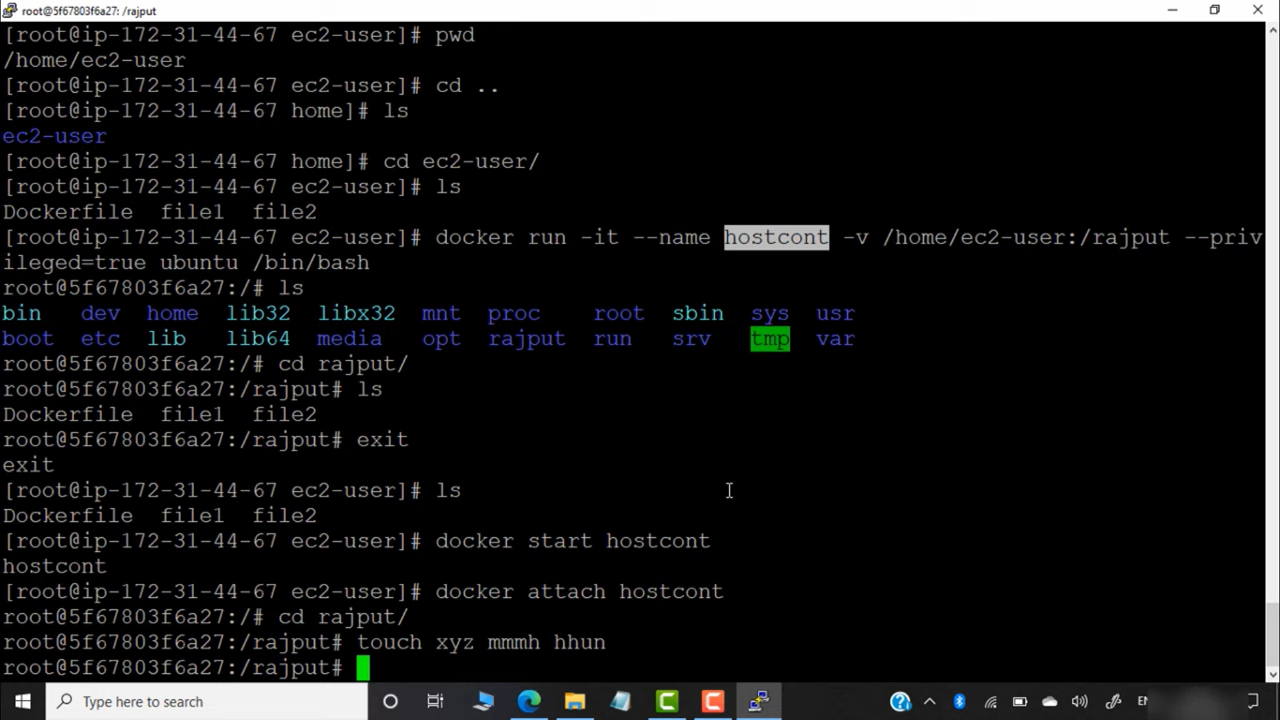 root@5f67803f6a27: /rajput
[root@ip-172-31-44-67 ec2-user]# pwd
/home/ec2-user
[root@ip-172-31-44-67 ec2-user]# cd ..
[root@ip-172-31-44-67 home]# ls
ec2-user
[root@ip-172-31-44-67 home]# cd ec2-user/
[root@ip-172-31-44-67 ec2-user]# ls
Dockerfile  file1  file2
[root@ip-172-31-44-67 ec2-user]# docker run -it --name hostcont -v /home/ec2-user:/rajput --priv
ileged=true ubuntu /bin/bash
root@5f67803f6a27:/# ls
bin   dev  home   lib32  libx32  mnt  proc    root  sbin  sys  usr
boot  etc  lib    lib64  media   opt  rajput  run   srv   tmp  var
root@5f67803f6a27:/# cd rajput/
root@5f67803f6a27:/rajput# ls
Dockerfile  file1  file2
root@5f67803f6a27:/rajput# exit
exit
[root@ip-172-31-44-67 ec2-user]# ls
Dockerfile  file1  file2
[root@ip-172-31-44-67 ec2-user]# docker start hostcont
hostcont
[root@ip-172-31-44-67 ec2-user]# docker attach hostcont
root@5f67803f6a27:/# cd rajput/
root@5f67803f6a27:/rajput# touch xyz mmmh hhun
root@5f67803f6a27:/rajput#
Type here to search